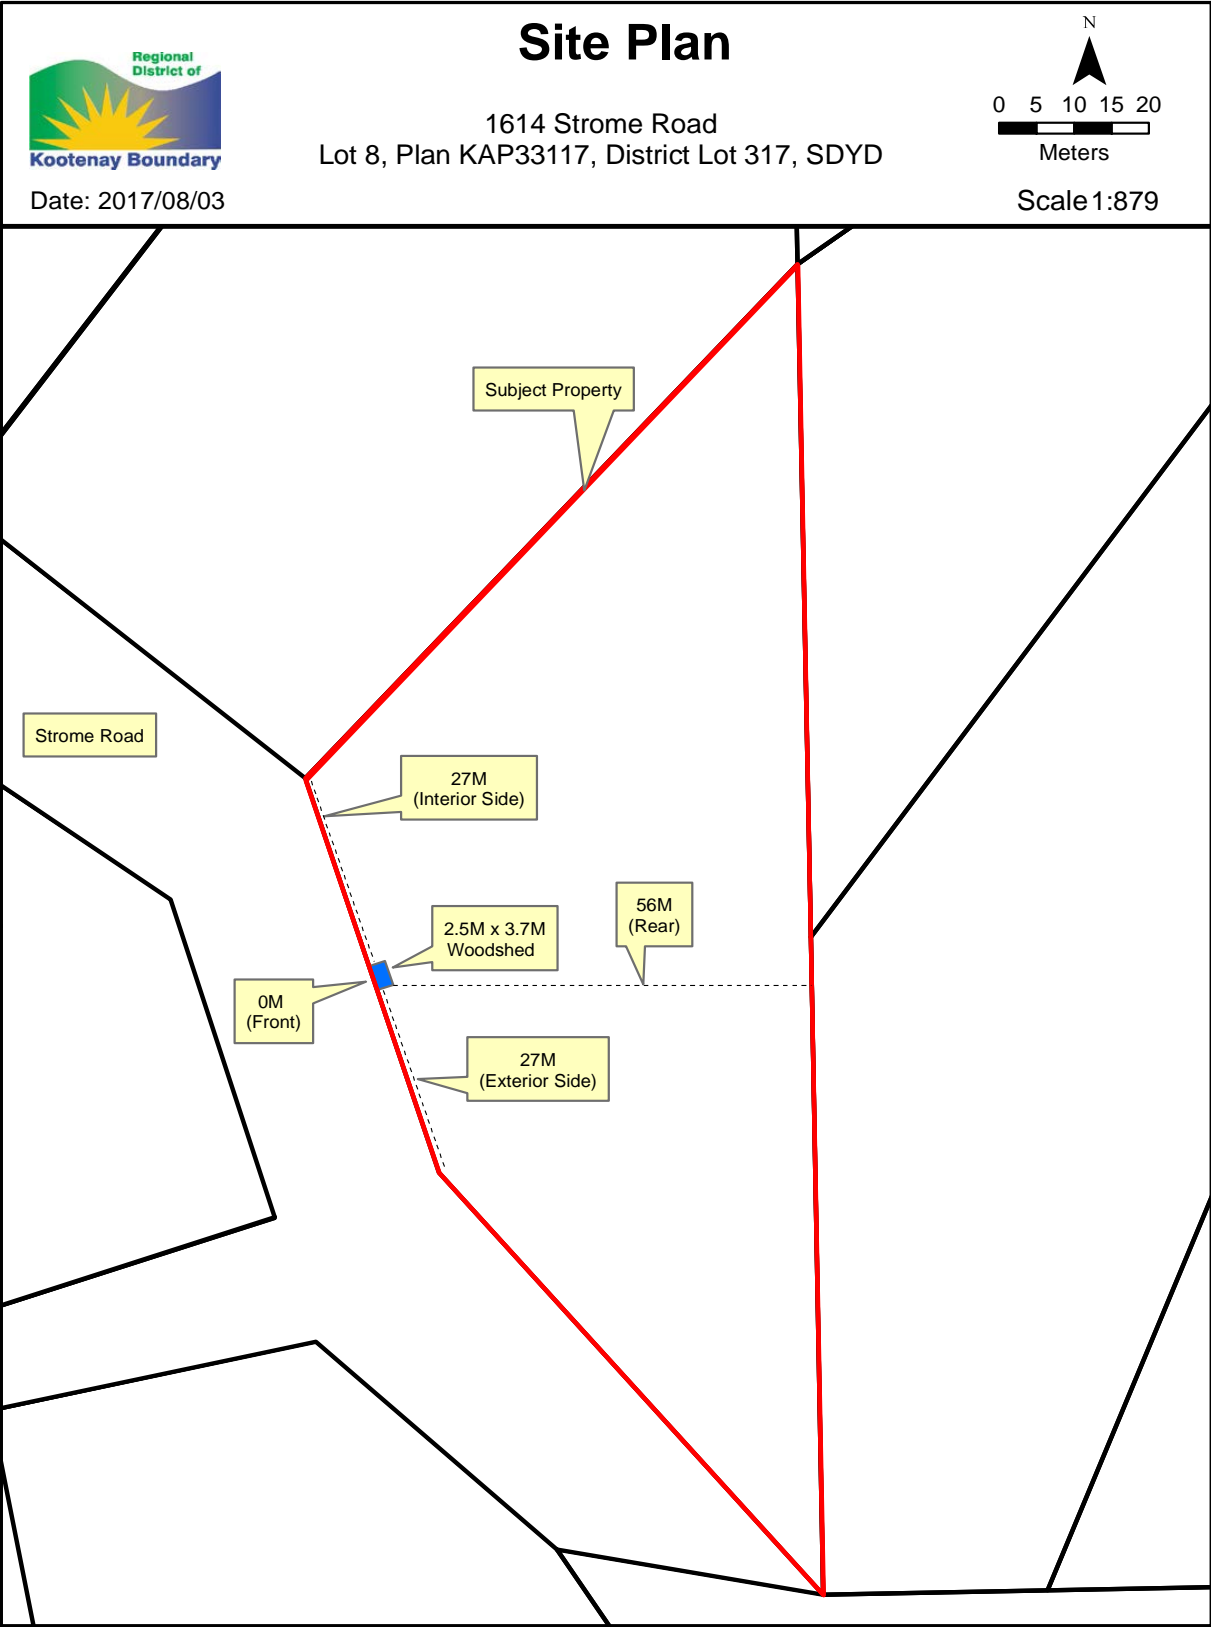 Site Plan
Regional
District of
Kootenay Boundary
1614 Strome Road
Lot 8, Plan KAP33117, District Lot 317, SDYD
Date: 2017/08/03
N
0 5 10 15 20
Meters
Scale 1:879
Subject Property
Strome Road
27M
(Interior Side)
56M
(Rear)
2.5M x 3.7M
Woodshed
0M
(Front)
27M
(Exterior Side)